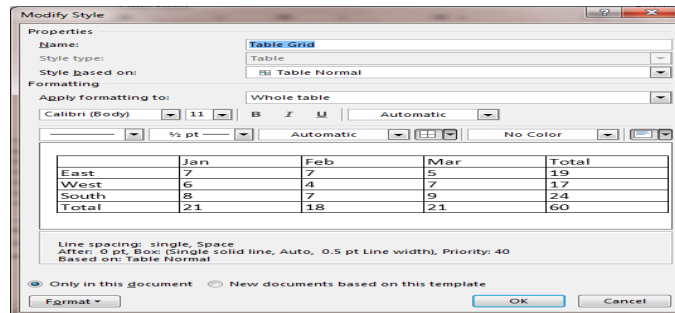 Modify Style
Properties
Name: Table Grid
Style type: Table
Style based on: Table Normal
Formatting
Apply formatting to: Whole table
Calibri (Body) 11 B I U Automatic
½ pt Automatic No Color
Jan Feb Mar Total
East 7 7 5 19
West 6 4 7 17
South 8 7 9 24
Total 21 18 21 60
Line spacing: single, Space
After: 0 pt, Box: (Single solid line, Auto, 0.5 pt Line width), Priority: 40
Based on: Table Normal
Only in this document New documents based on this template
Format OK Cancel